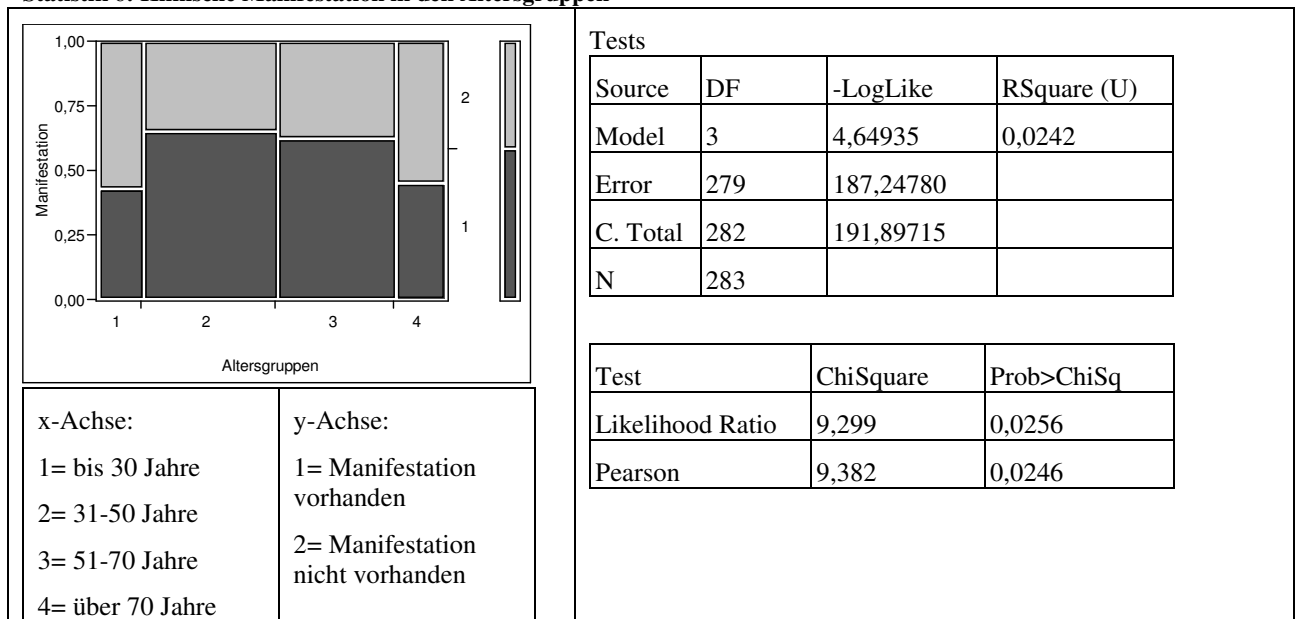 1,00
0,75
0,50
0,25
0,00
Manifestation
2
1
1 2 3 4
Altersgruppen
x-Achse:
1= bis 30 Jahre
2= 31-50 Jahre
3= 51-70 Jahre
4= über 70 Jahre
y-Achse:
1= Manifestation
vorhanden
2= Manifestation
nicht vorhanden
Tests
Source DF -LogLike RSquare (U)
Model 3 4,64935 0,0242
Error 279 187,24780
C. Total 282 191,89715
N 283
Test ChiSquare Prob>ChiSq
Likelihood Ratio 9,299 0,0256
Pearson 9,382 0,0246